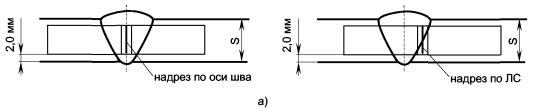 2,0 мм
S
надрез по оси шва
2,0 мм
S
надрез по ЛС
а)